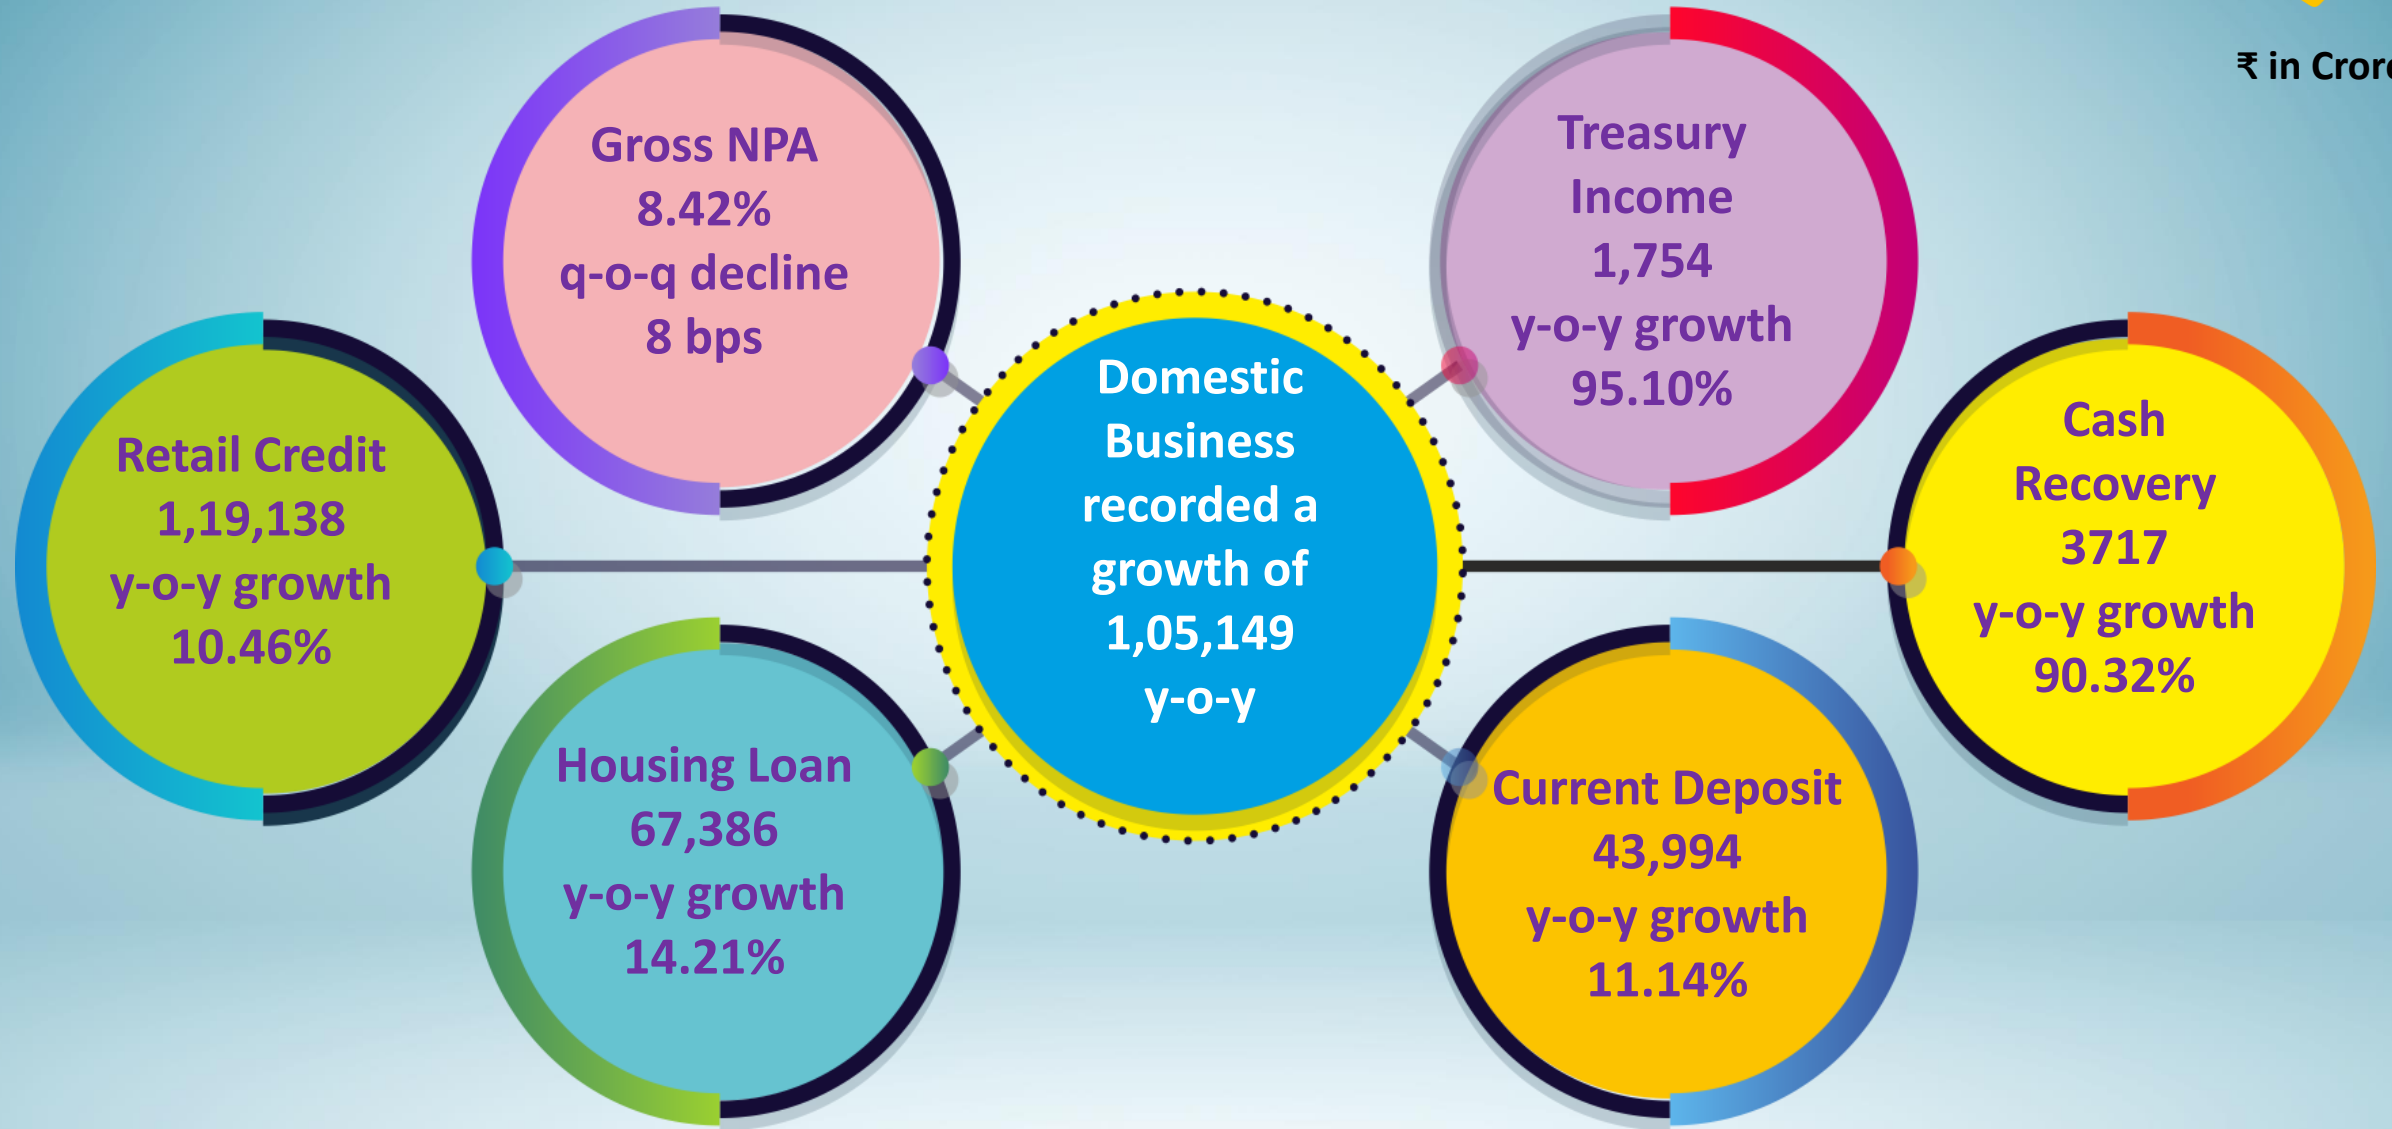 ₹ in Crore
Gross NPA
8.42%
q-o-q decline
8 bps
Treasury
Income
1,754
y-o-y growth
95.10%
Retail Credit
1,19,138
y-o-y growth
10.46%
Domestic
Business
recorded a
growth of
1,05,149
y-o-y
Cash
Recovery
3717
y-o-y growth
90.32%
Housing Loan
67,386
y-o-y growth
14.21%
Current Deposit
43,994
y-o-y growth
11.14%